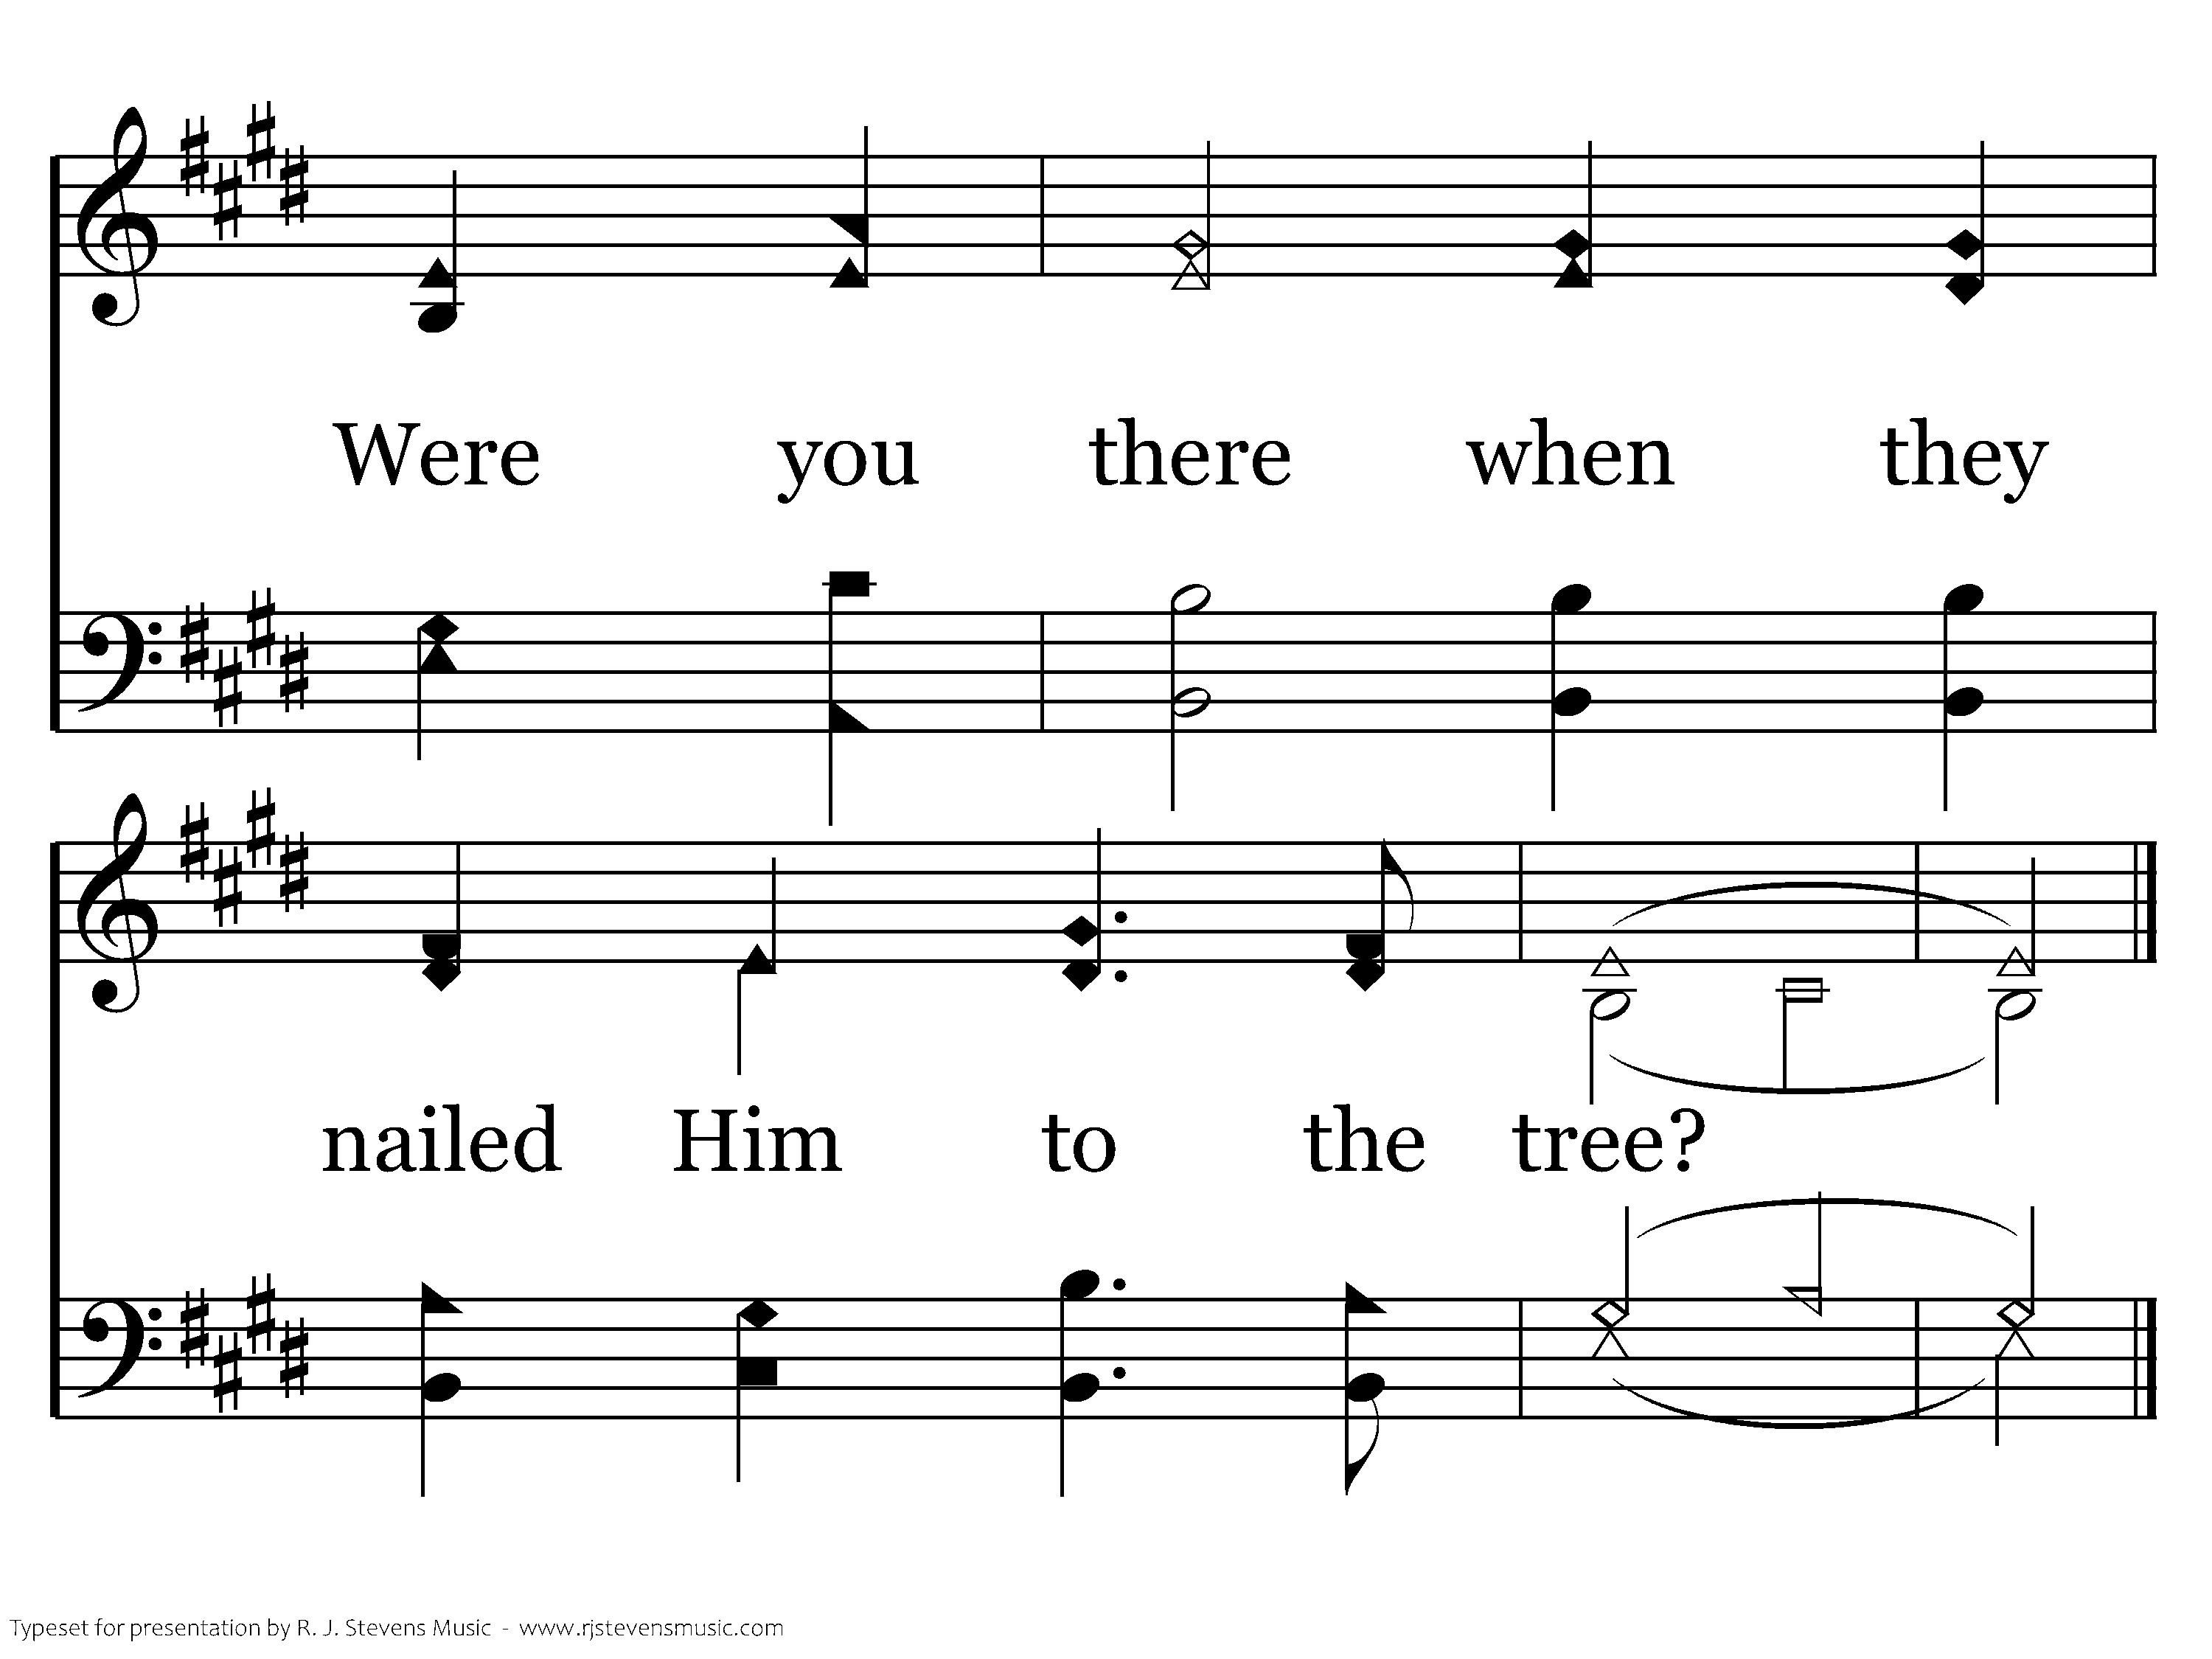 Were you there when they
nailed Him to the tree?
Typeset for presentation by R. J. Stevens Music - www.rjstevensmusic.com